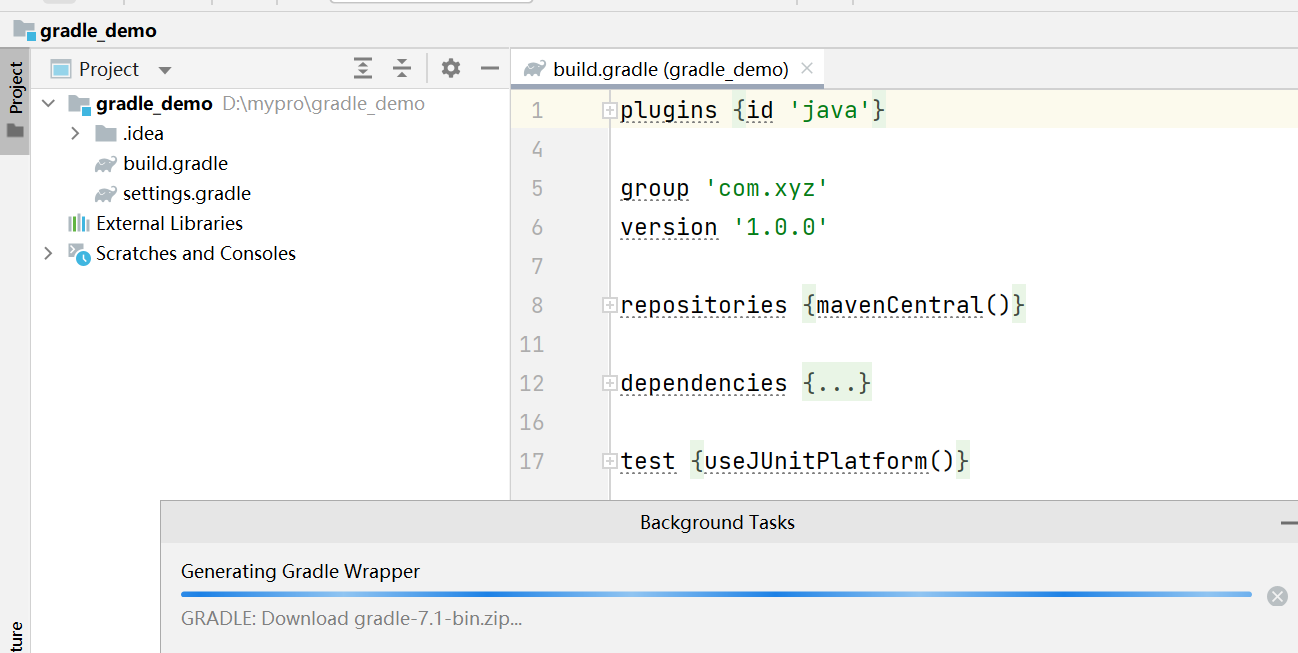 gradle_demo
Project
Project
gradle_demo D:\mypro\gradle_demo
.idea
build.gradle
settings.gradle
External Libraries
Scratches and Consoles
build.gradle (gradle_demo)
1 plugins {id 'java'}
4
5 group 'com.xyz'
6 version '1.0.0'
7
8 repositories {mavenCentral()}
11
12 dependencies {...}
16
17 test {useJUnitPlatform()}
Background Tasks
Generating Gradle Wrapper
GRADLE: Download gradle-7.1-bin.zip...
ture